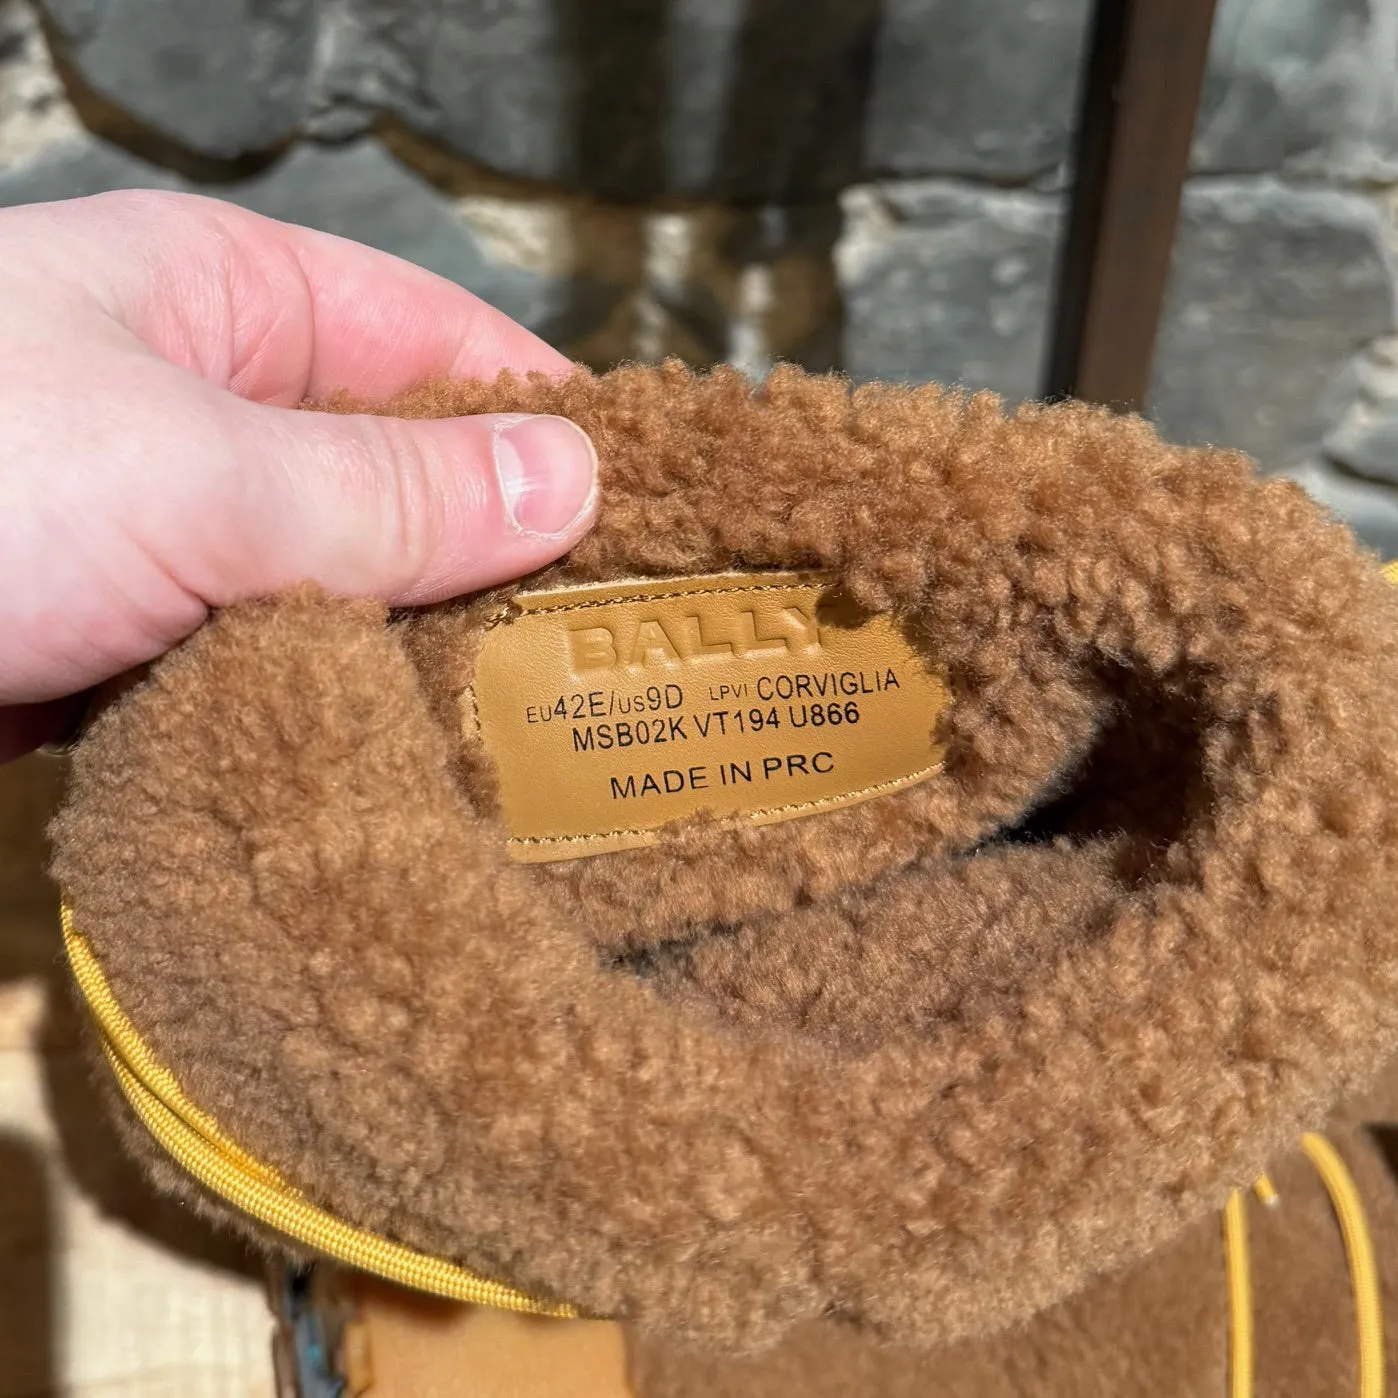 BALLY
EU42E/US9D LPVI CORVIGLIA
MSB02K VT194 U866
MADE IN PRC